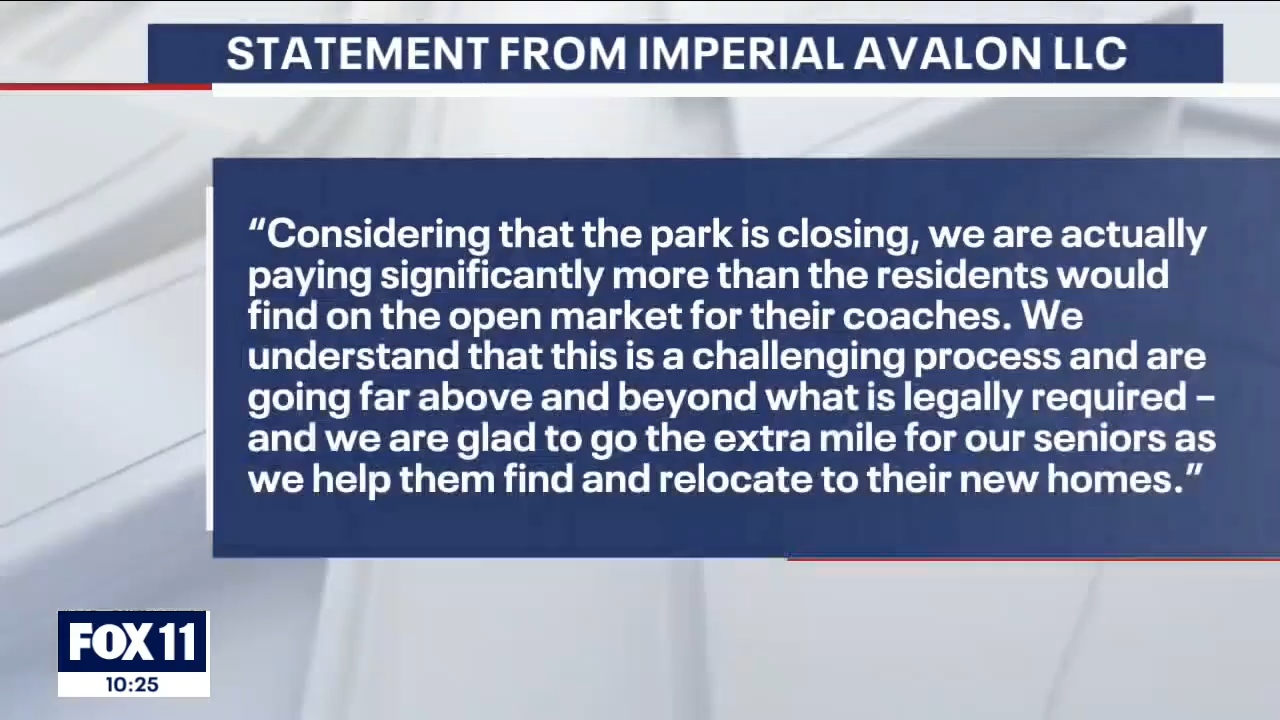 STATEMENT FROM IMPERIAL AVALON LLC
“Considering that the park is closing, we are actually
paying significantly more than the residents would
find on the open market for their coaches. We
understand that this is a challenging process and are
going far above and beyond what is legally required –
and we are glad to go the extra mile for our seniors as
we help them find and relocate to their new homes.”
FOX 11
10:25